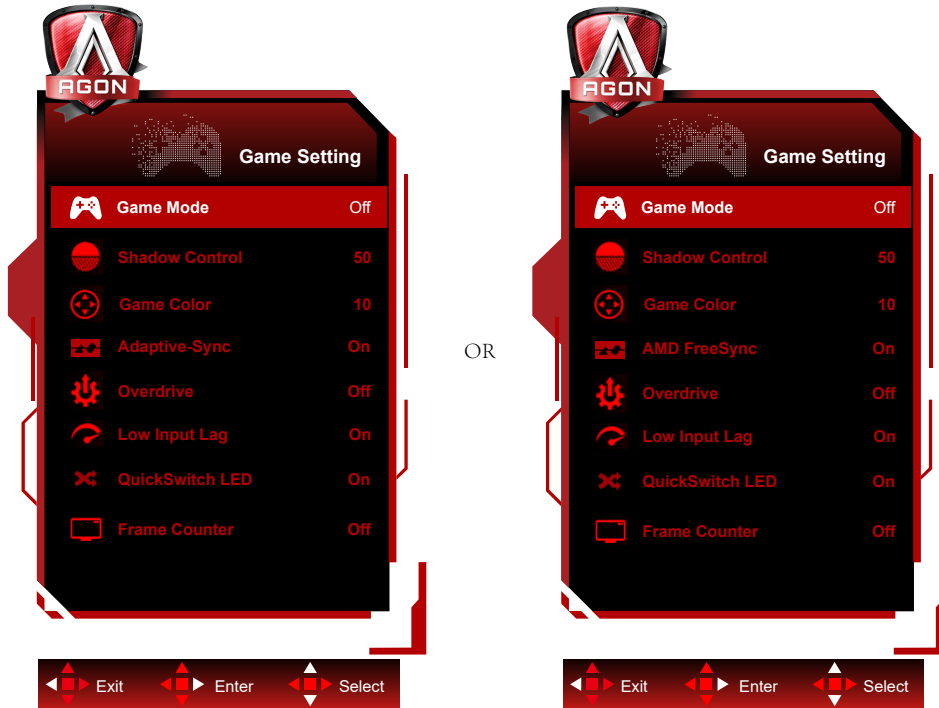 AGON
Game Setting
Game Mode Off
Shadow Control 50
Game Color 10
Adaptive-Sync On
Overdrive Off
Low Input Lag On
QuickSwitch LED On
Frame Counter Off
Exit Enter Select
OR
AGON
Game Setting
Game Mode Off
Shadow Control 50
Game Color 10
AMD FreeSync On
Overdrive Off
Low Input Lag On
QuickSwitch LED On
Frame Counter Off
Exit Enter Select